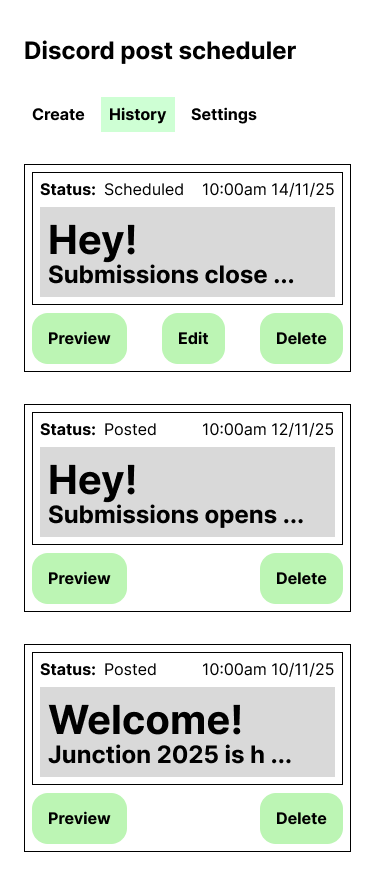 Discord post scheduler
Create History Settings
Status: Scheduled 10:00am 14/11/25
Hey!
Submissions close ...
Preview Edit Delete
Status: Posted 10:00am 12/11/25
Hey!
Submissions opens ...
Preview Delete
Status: Posted 10:00am 10/11/25
Welcome!
Junction 2025 is h ...
Preview Delete